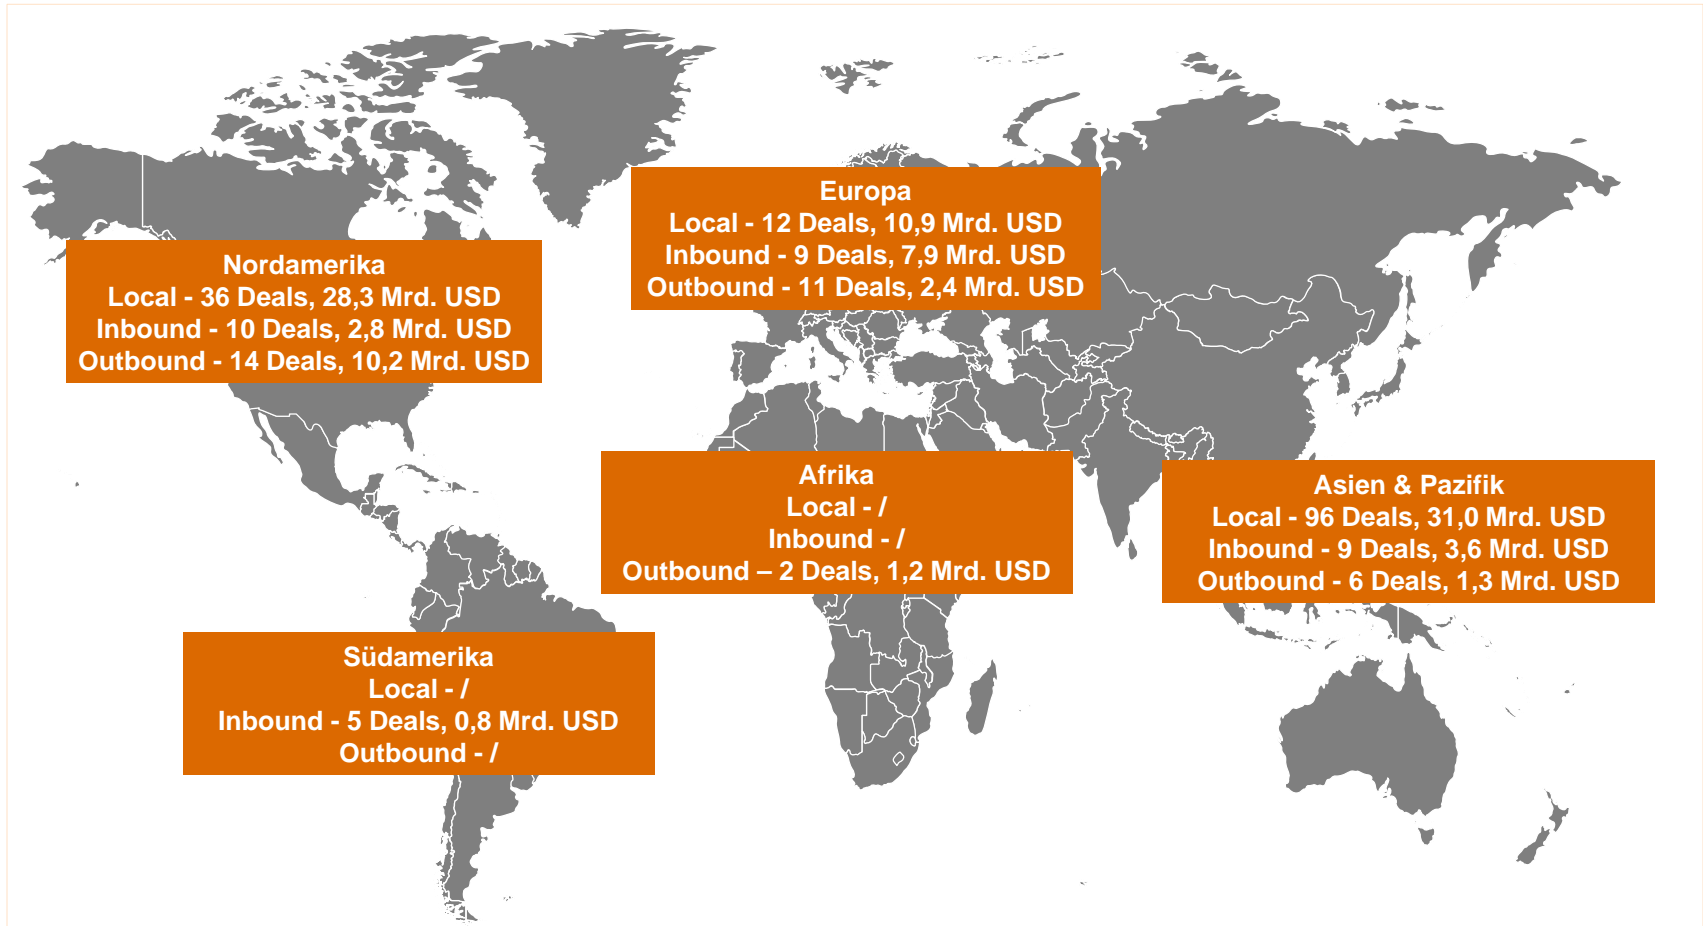 Europa
Local - 12 Deals, 10,9 Mrd. USD
Inbound - 9 Deals, 7,9 Mrd. USD
Outbound - 11 Deals, 2,4 Mrd. USD
Nordamerika
Local - 36 Deals, 28,3 Mrd. USD
Inbound - 10 Deals, 2,8 Mrd. USD
Outbound - 14 Deals, 10,2 Mrd. USD
Afrika
Local - /
Inbound - /
Outbound – 2 Deals, 1,2 Mrd. USD
Asien & Pazifik
Local - 96 Deals, 31,0 Mrd. USD
Inbound - 9 Deals, 3,6 Mrd. USD
Outbound - 6 Deals, 1,3 Mrd. USD
Südamerika
Local - /
Inbound - 5 Deals, 0,8 Mrd. USD
Outbound - /